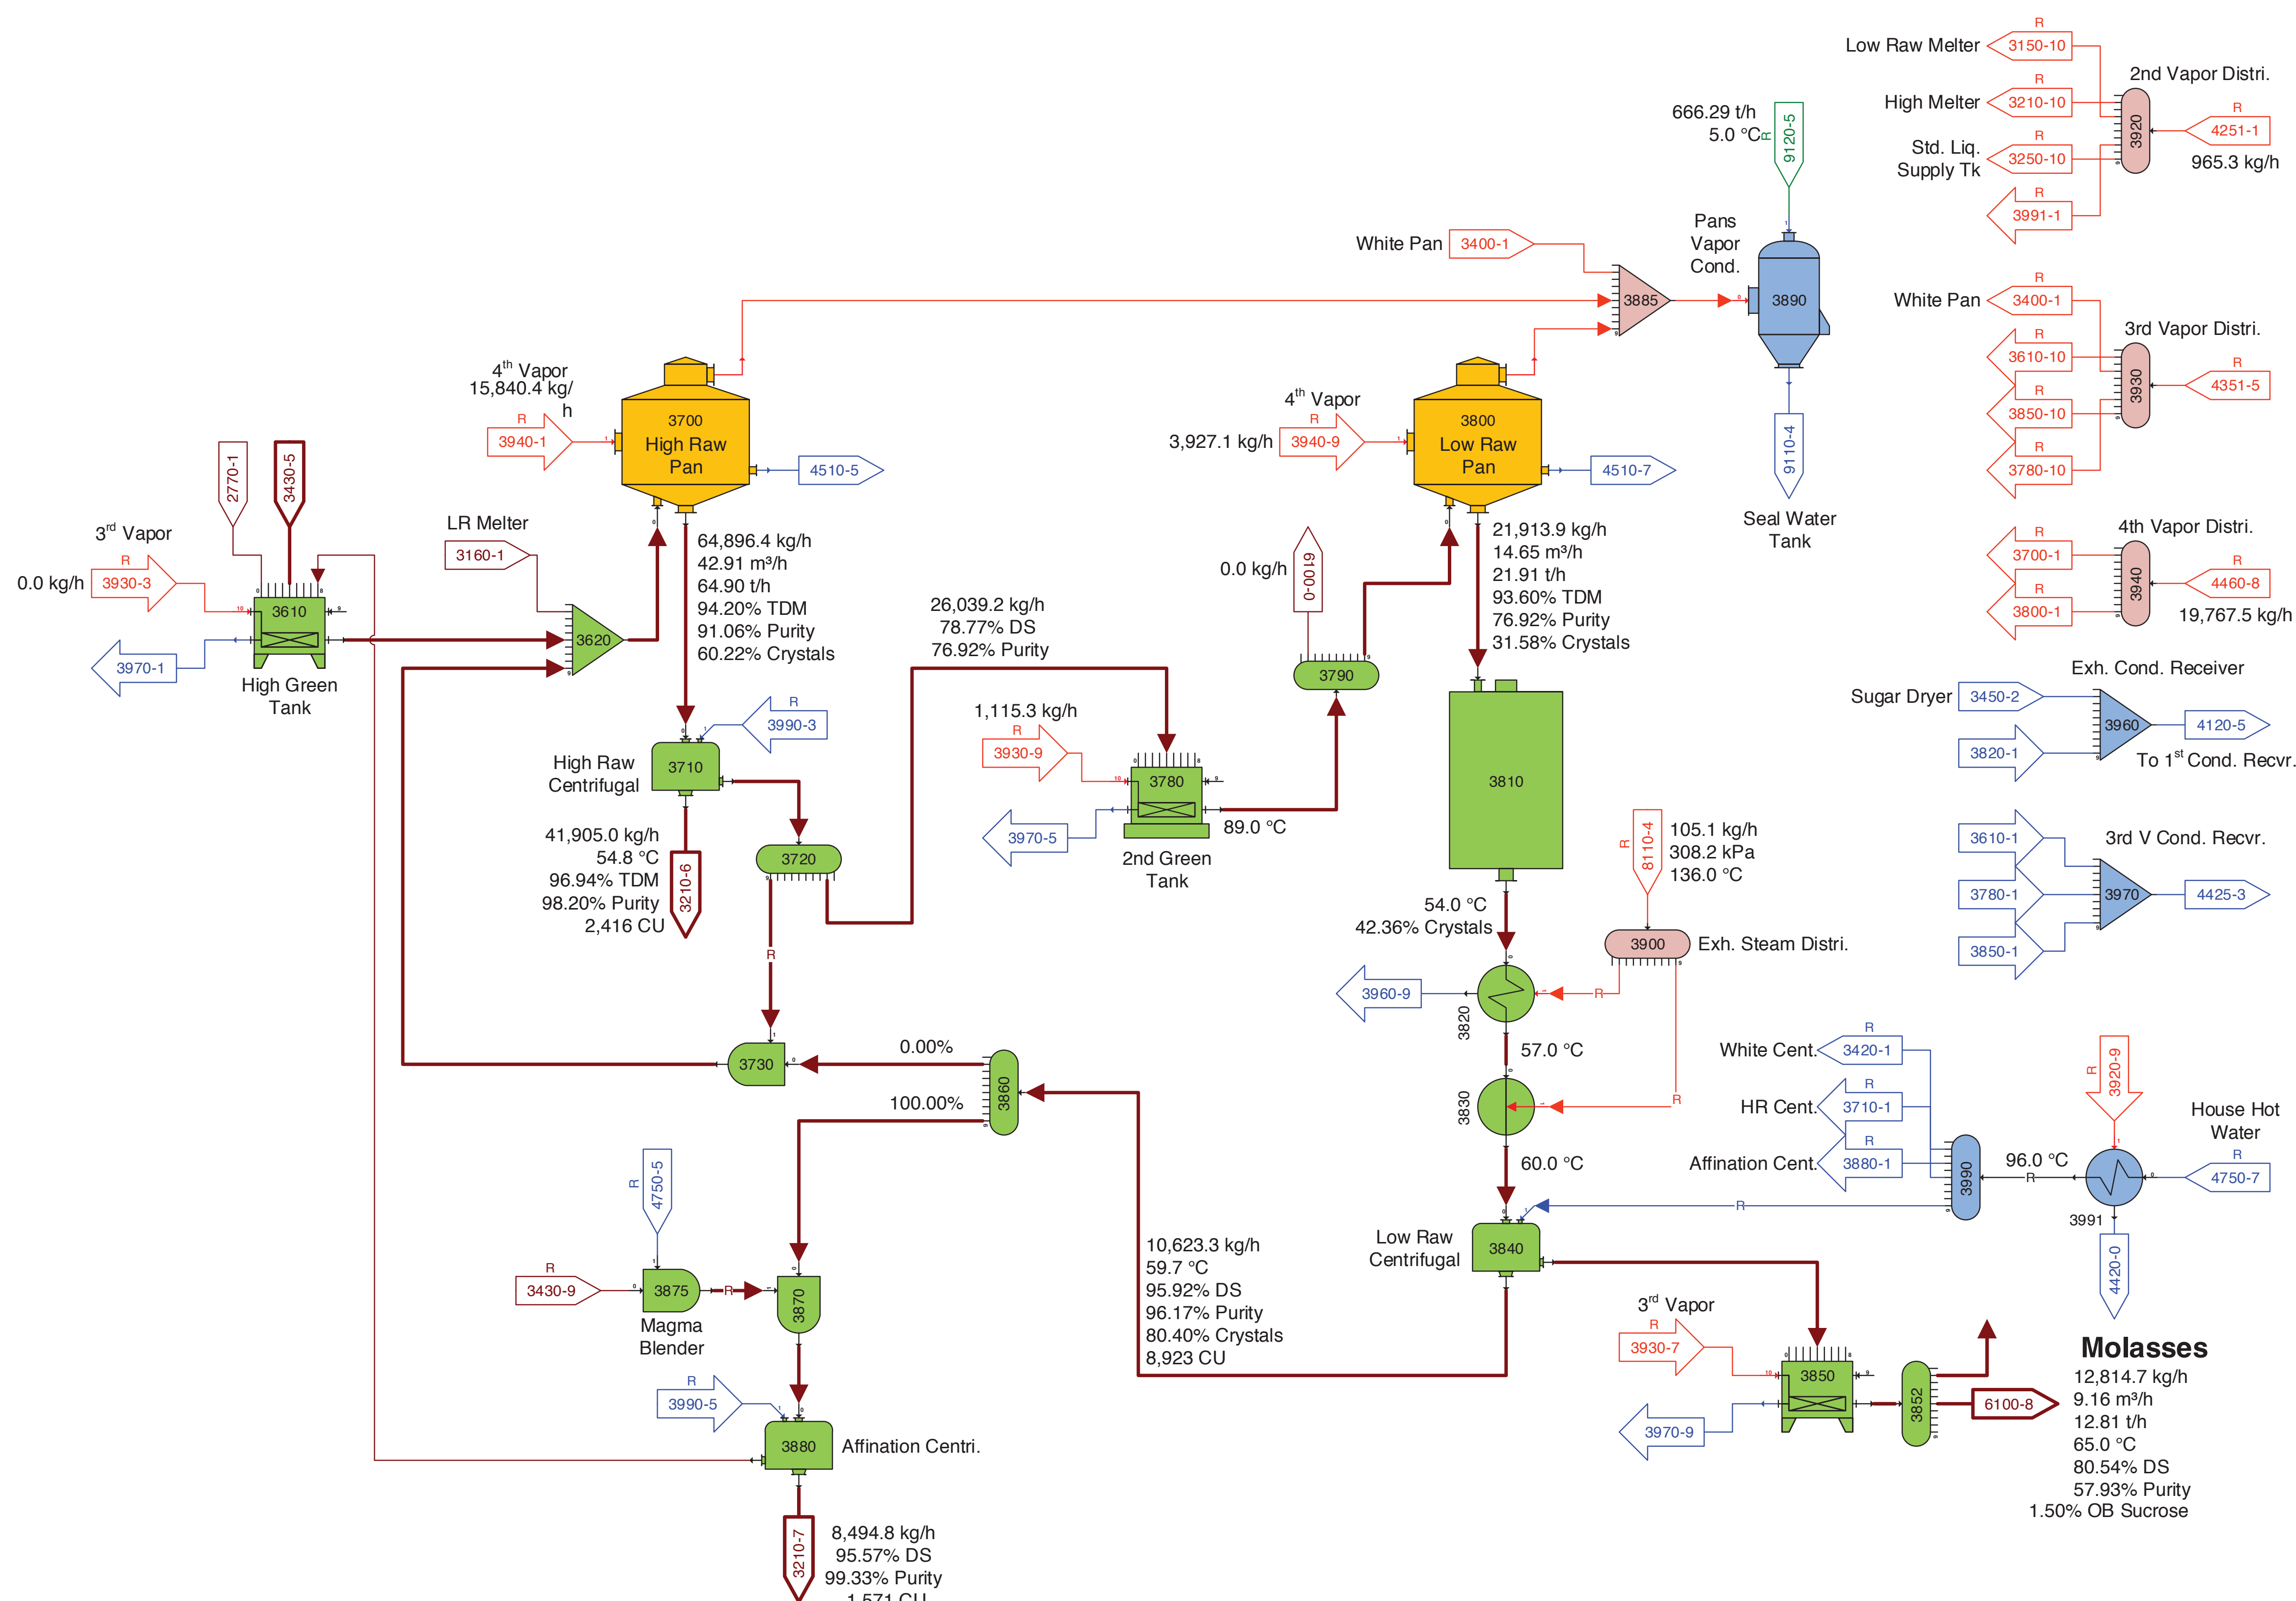 R
Low Raw Melter
3150-10
2nd Vapor Distri.
R
High Melter
3210-10
3920
R
4251-1
965.3 kg/h
R
Std. Liq.
Supply Tk
3250-10
R
3991-1
666.29 t/h
5.0 °C
R
9120-5
Pans
Vapor
Cond.
White Pan
3400-1
3885
3890
9110-4
Seal Water
Tank
R
White Pan
3400-1
3rd Vapor Distri.
R
3610-10
3930
R
4351-5
R
3850-10
R
3780-10
4th Vapor Distri.
3700-1
3940
R
4460-8
19,767.5 kg/h
R
3800-1
R
4th Vapor
15,840.4 kg/
h
R
3940-1
3700
High Raw
Pan
4510-5
4th Vapor
3,927.1 kg/h
R
3940-9
3800
Low Raw
Pan
4510-7
2770-1
3430-5
3rd Vapor
0.0 kg/h
R
3930-3
3610
3970-1
High Green
Tank
LR Melter
3160-1
3620
64,896.4 kg/h
42.91 m³/h
64.90 t/h
94.20% TDM
91.06% Purity
60.22% Crystals
26,039.2 kg/h
78.77% DS
76.92% Purity
0.0 kg/h
6100-0
3790
21,913.9 kg/h
14.65 m³/h
21.91 t/h
93.60% TDM
76.92% Purity
31.58% Crystals
Exh. Cond. Receiver
Sugar Dryer
3450-2
3960
4120-5
3820-1
To 1st Cond. Recvr.
3rd V Cond. Recvr.
3610-1
3780-1
3970
4425-3
3850-1
R
3990-3
High Raw
Centrifugal
3710
41,905.0 kg/h
54.8 °C
96.94% TDM
98.20% Purity
2,416 CU
3210-6
3720
R
1,115.3 kg/h
R
3930-9
3780
3970-5
89.0 °C
2nd Green
Tank
3810
R
8110-4
105.1 kg/h
308.2 kPa
136.0 °C
54.0 °C
42.36% Crystals
3900
Exh. Steam Distri.
3960-9
3820
R
57.0 °C
3830
R
60.0 °C
3730
0.00%
100.00%
3860
R
White Cent.
3420-1
R
HR Cent.
3710-1
R
Affination Cent.
3880-1
3990
96.0 °C
R
R
3920-9
House Hot
Water
R
4750-7
3991
4420-0
R
Low Raw
Centrifugal
3840
R
4750-5
R
3430-9
3875
R
3870
Magma
Blender
10,623.3 kg/h
59.7 °C
95.92% DS
96.17% Purity
80.40% Crystals
8,923 CU
R
3990-5
3880
Affination Centri.
3210-7
8,494.8 kg/h
95.57% DS
99.33% Purity
1,571 CU
3rd Vapor
R
3930-7
3850
3970-9
3852
6100-8
Molasses
12,814.7 kg/h
9.16 m³/h
12.81 t/h
65.0 °C
80.54% DS
57.93% Purity
1.50% OB Sucrose